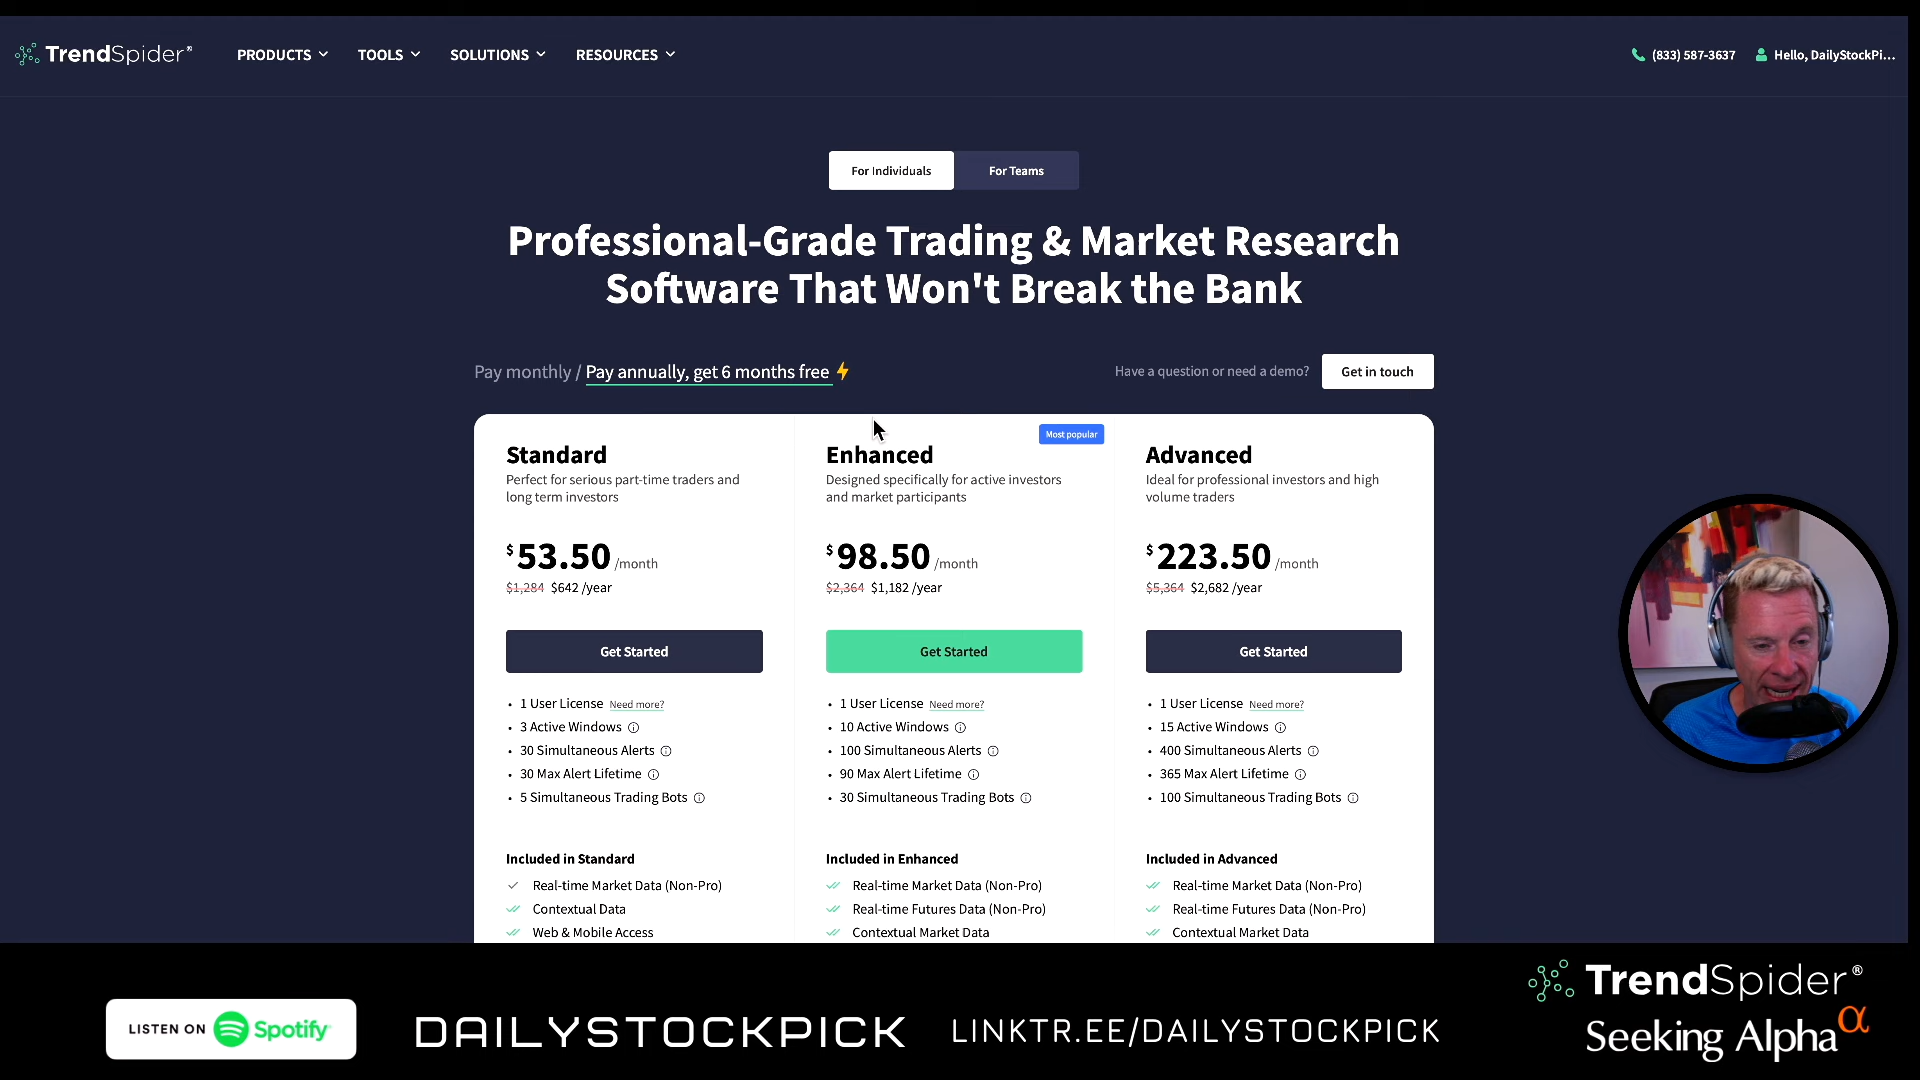 TrendSpider®
PRODUCTS
TOOLS
SOLUTIONS
RESOURCES
(833) 587-3637
Hello, DailyStockPi...
For Individuals
For Teams
Professional-Grade Trading & Market Research
Software That Won't Break the Bank
Pay monthly / Pay annually, get 6 months free
Have a question or need a demo?
Get in touch
Standard
Perfect for serious part-time traders and
long term investors
$53.50 /month
$1,284 $642 /year
Get Started
• 1 User License Need more?
• 3 Active Windows
• 30 Simultaneous Alerts
• 30 Max Alert Lifetime
• 5 Simultaneous Trading Bots
Included in Standard
Real-time Market Data (Non-Pro)
Contextual Data
Web & Mobile Access
Most popular
Enhanced
Designed specifically for active investors
and market participants
$98.50 /month
$2,364 $1,182 /year
Get Started
• 1 User License Need more?
• 10 Active Windows
• 100 Simultaneous Alerts
• 90 Max Alert Lifetime
• 30 Simultaneous Trading Bots
Included in Enhanced
Real-time Market Data (Non-Pro)
Real-time Futures Data (Non-Pro)
Contextual Market Data
Advanced
Ideal for professional investors and high
volume traders
$223.50 /month
$5,364 $2,682 /year
Get Started
• 1 User License Need more?
• 15 Active Windows
• 400 Simultaneous Alerts
• 365 Max Alert Lifetime
• 100 Simultaneous Trading Bots
Included in Advanced
Real-time Market Data (Non-Pro)
Real-time Futures Data (Non-Pro)
Contextual Market Data
LISTEN ON Spotify
DAILYSTOCKPICK
LINKTR.EE/DAILYSTOCKPICK
TrendSpider®
Seeking Alpha α